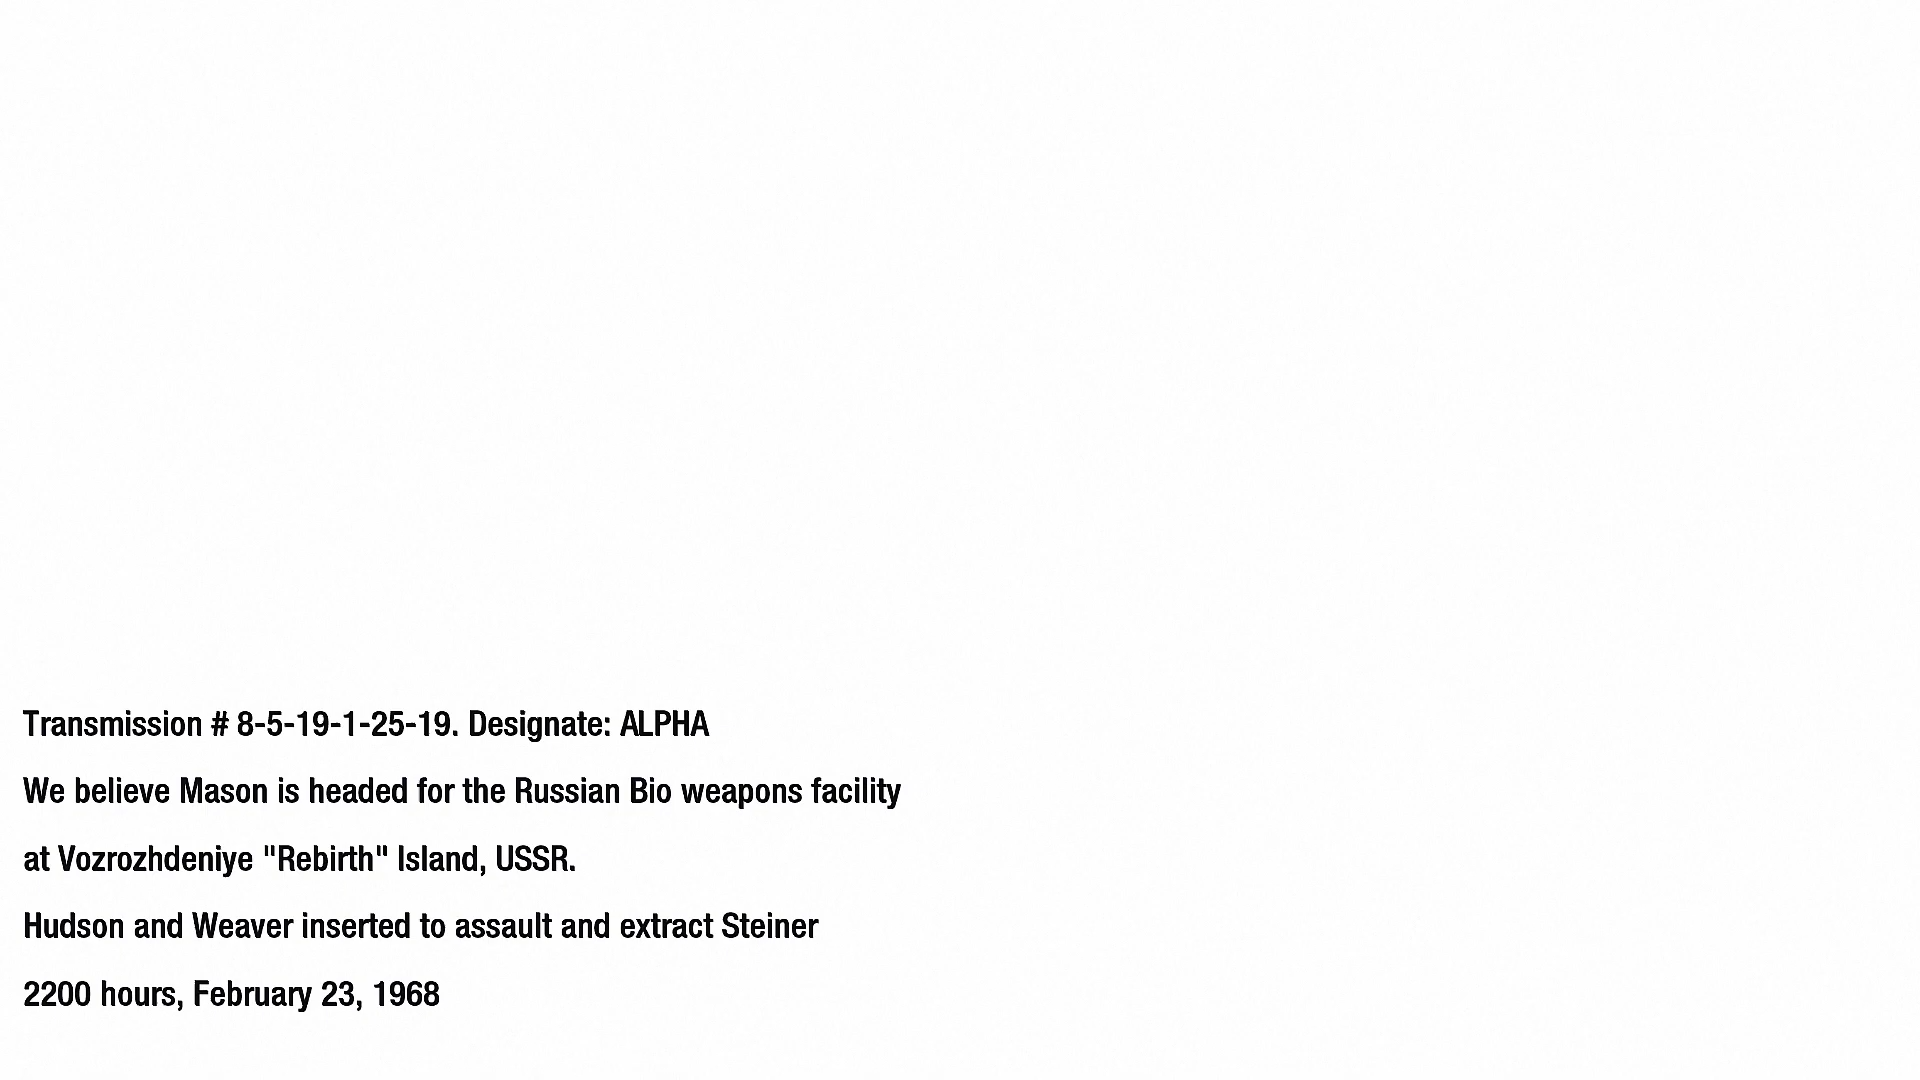 Transmission # 8-5-19-1-25-19. Designate: ALPHA
We believe Mason is headed for the Russian Bio weapons facility
at Vozrozhdeniye "Rebirth" Island, USSR.
Hudson and Weaver inserted to assault and extract Steiner
2200 hours, February 23, 1968